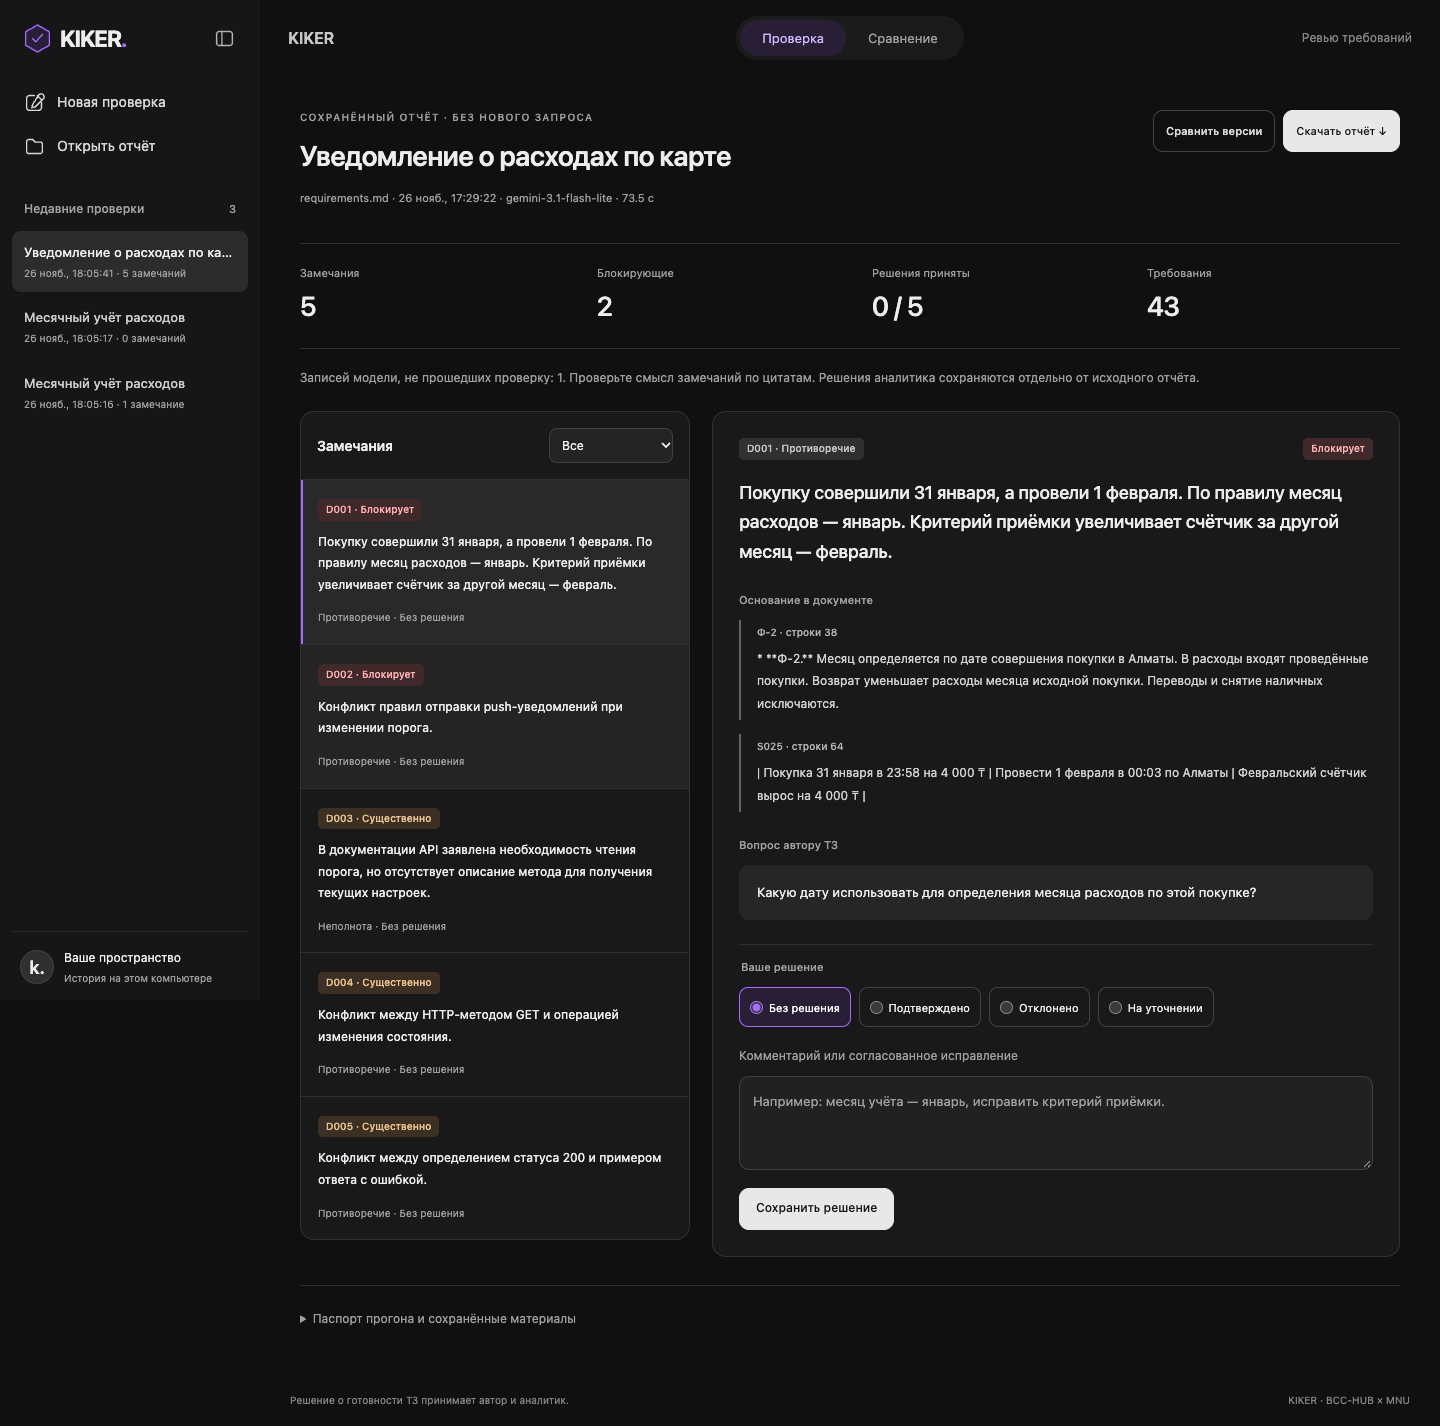 KIKER.
Новая проверка
Открыть отчёт
Недавние проверки
3
Уведомление о расходах по ка...
26 нояб., 18:05:41 · 5 замечаний
Месячный учёт расходов
26 нояб., 18:05:17 · 0 замечаний
Месячный учёт расходов
26 нояб., 18:05:16 · 1 замечание
k.
Ваше пространство
История на этом компьютере
KIKER
Проверка
Сравнение
Ревью требований
СОХРАНЁННЫЙ ОТЧЁТ · БЕЗ НОВОГО ЗАПРОСА
Уведомление о расходах по карте
requirements.md · 26 нояб., 17:29:22 · gemini-3.1-flash-lite · 73.5 с
Сравнить версии
Скачать отчёт ↓
Замечания
5
Блокирующие
2
Решения приняты
0 / 5
Требования
43
Записей модели, не прошедших проверку: 1. Проверьте смысл замечаний по цитатам. Решения аналитика сохраняются отдельно от исходного отчёта.
Замечания
Все
D001 · Блокирует
Покупку совершили 31 января, а провели 1 февраля. По
правилу месяц расходов — январь. Критерий приёмки
увеличивает счётчик за другой месяц — февраль.
Противоречие · Без решения
D002 · Блокирует
Конфликт правил отправки push-уведомлений при
изменении порога.
Противоречие · Без решения
D003 · Существенно
В документации API заявлена необходимость чтения
порога, но отсутствует описание метода для получения
текущих настроек.
Неполнота · Без решения
D004 · Существенно
Конфликт между HTTP-методом GET и операцией
изменения состояния.
Противоречие · Без решения
D005 · Существенно
Конфликт между определением статуса 200 и примером
ответа с ошибкой.
Противоречие · Без решения
D001 · Противоречие
Блокирует
Покупку совершили 31 января, а провели 1 февраля. По правилу месяц
расходов — январь. Критерий приёмки увеличивает счётчик за другой
месяц — февраль.
Основание в документе
Ф-2 · строки 38
* **Ф-2.** Месяц определяется по дате совершения покупки в Алматы. В расходы входят проведённые
покупки. Возврат уменьшает расходы месяца исходной покупки. Переводы и снятие наличных
исключаются.
S025 · строки 64
| Покупка 31 января в 23:58 на 4 000 ₸ | Провести 1 февраля в 00:03 по Алматы | Февральский счётчик
вырос на 4 000 ₸ |
Вопрос автору ТЗ
Какую дату использовать для определения месяца расходов по этой покупке?
Ваше решение
Без решения
Подтверждено
Отклонено
На уточнении
Комментарий или согласованное исправление
Например: месяц учёта — январь, исправить критерий приёмки.
Сохранить решение
Паспорт прогона и сохранённые материалы
Решение о готовности ТЗ принимает автор и аналитик.
KIKER · BCC-HUB × MNU